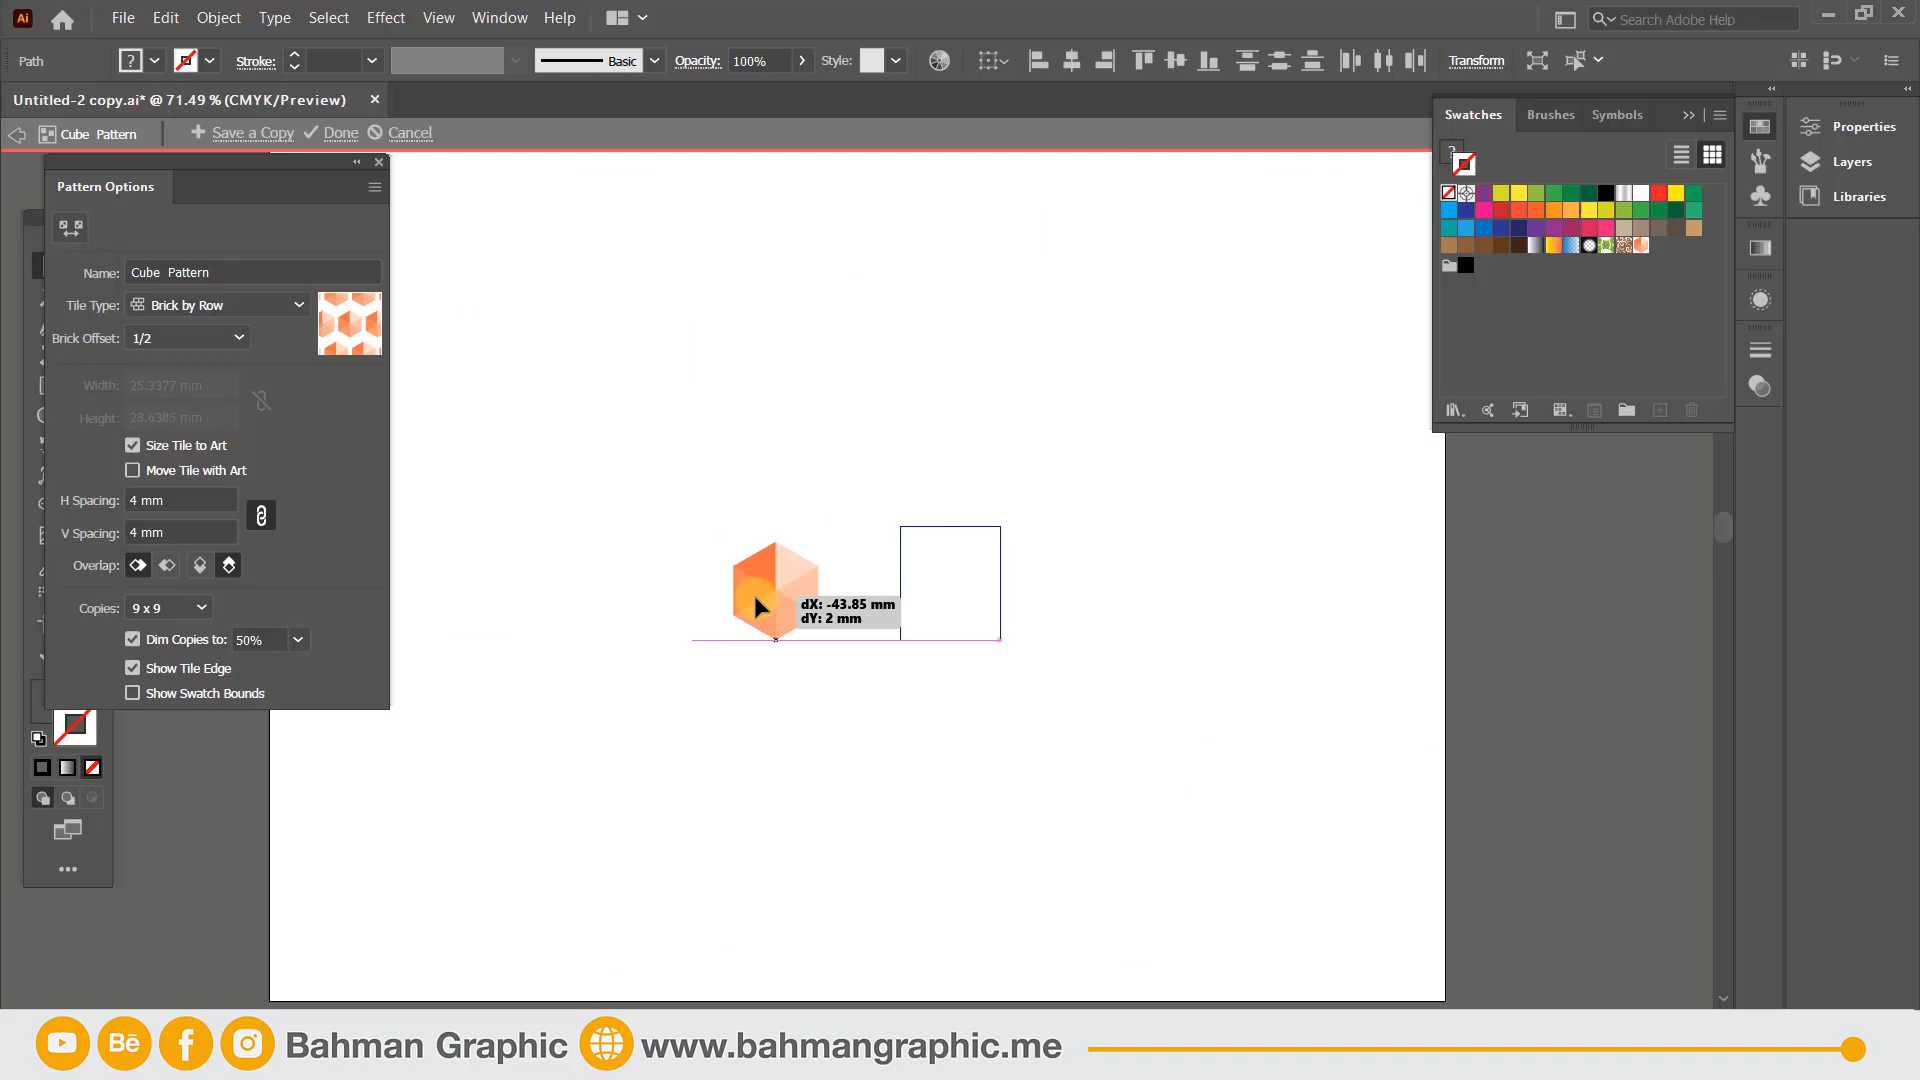 Ai File Edit Object Type Select Effect View Window Help Search Adobe Help
Path ? Stroke: Basic Opacity: 100% Style: Transform
Untitled-2 copy.ai* @ 71.49 % (CMYK/Preview)
Cube Pattern Save a Copy Done Cancel
Pattern Options
Name: Cube Pattern
Tile Type: Brick by Row
Brick Offset: 1/2
Width: 25.3377 mm
Height: 28.6385 mm
Size Tile to Art
Move Tile with Art
H Spacing: 4 mm
V Spacing: 4 mm
Overlap:
Copies: 9 x 9
Dim Copies to: 50%
Show Tile Edge
Show Swatch Bounds
dX: -43.85 mm
dY: 2 mm
Swatches Brushes Symbols
?
Properties
Layers
Libraries
Bē f Bahman Graphic www.bahmangraphic.me